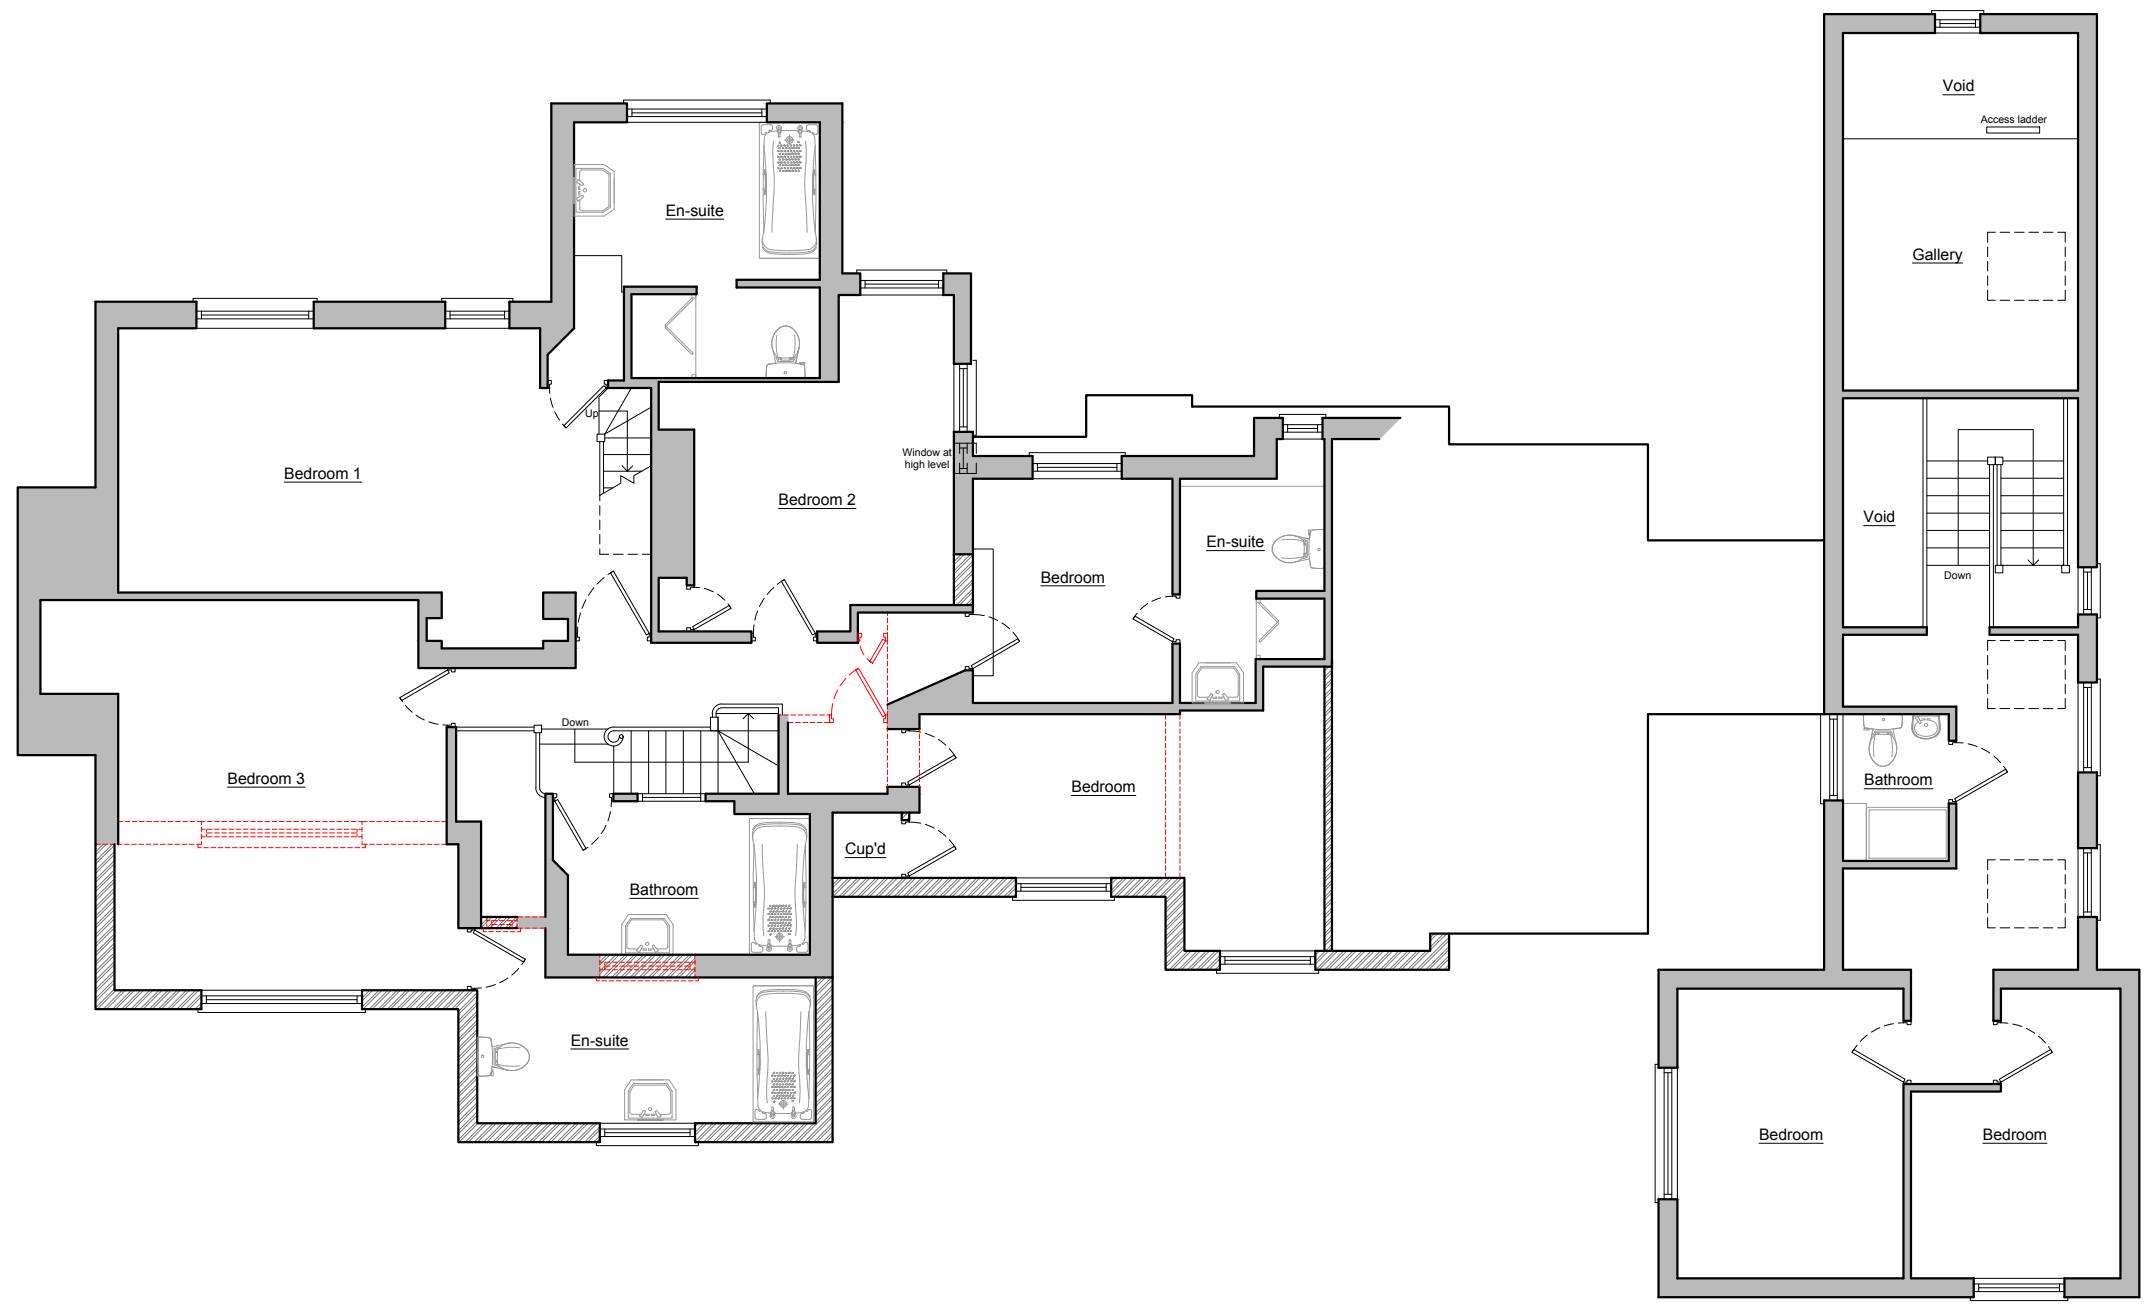 Void
Access ladder
En-suite
Gallery
Up
Window at
high level
Bedroom 1
Bedroom 2
Void
En-suite
Bedroom
Down
Down
Bedroom 3
Bedroom
Bathroom
Cup'd
Bathroom
En-suite
Bedroom
Bedroom